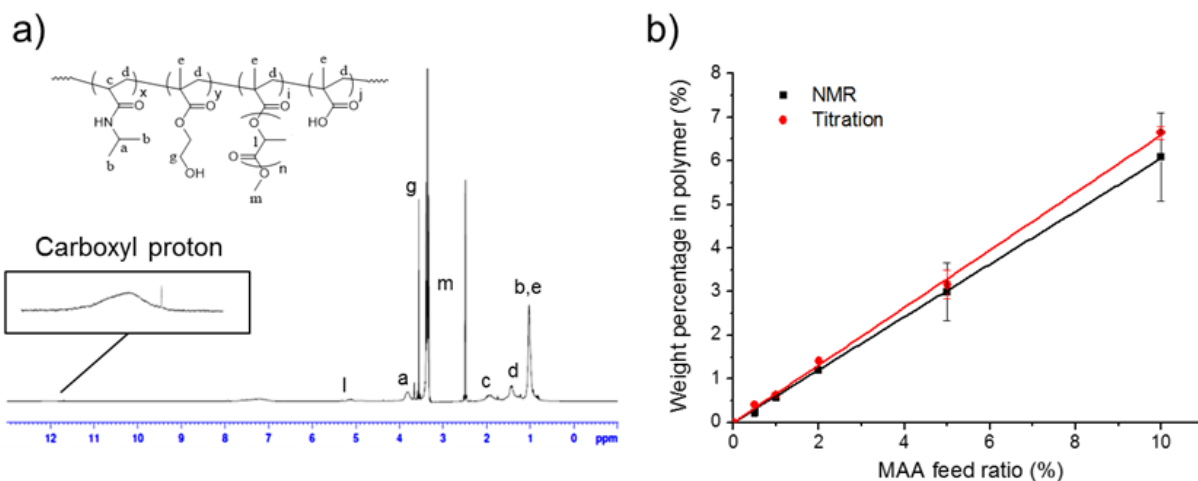 a)
e e e
c d d d d
x y i j
O O O O
HN O O HO
b l
a g O n
b OH O
m
g
Carboxyl proton
m
b,e
l a c d
12 11 10 9 8 7 6 5 4 3 2 1 0 ppm
b)
8
7
6
5
4
3
2
1
0
Weight percentage in polymer (%)
NMR
Titration
0 2 4 6 8 10
MAA feed ratio (%)